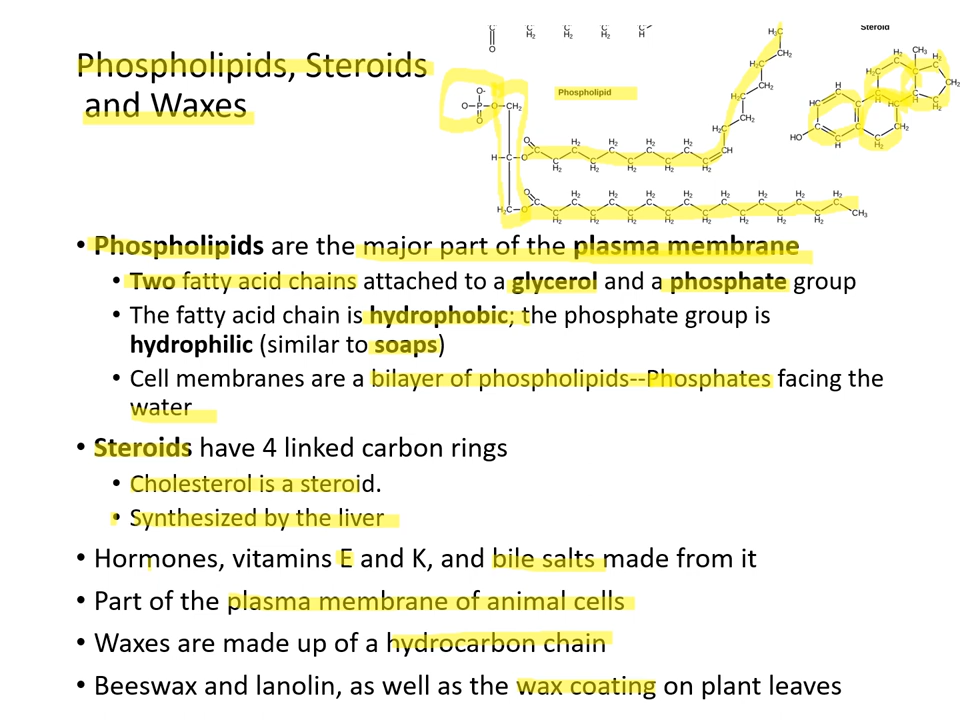 Phospholipids, Steroids
and Waxes
Phospholipid
Steroid
• Phospholipids are the major part of the plasma membrane
• Two fatty acid chains attached to a glycerol and a phosphate group
• The fatty acid chain is hydrophobic; the phosphate group is
hydrophilic (similar to soaps)
• Cell membranes are a bilayer of phospholipids--Phosphates facing the
water
• Steroids have 4 linked carbon rings
• Cholesterol is a steroid.
• Synthesized by the liver
• Hormones, vitamins E and K, and bile salts made from it
• Part of the plasma membrane of animal cells
• Waxes are made up of a hydrocarbon chain
• Beeswax and lanolin, as well as the wax coating on plant leaves